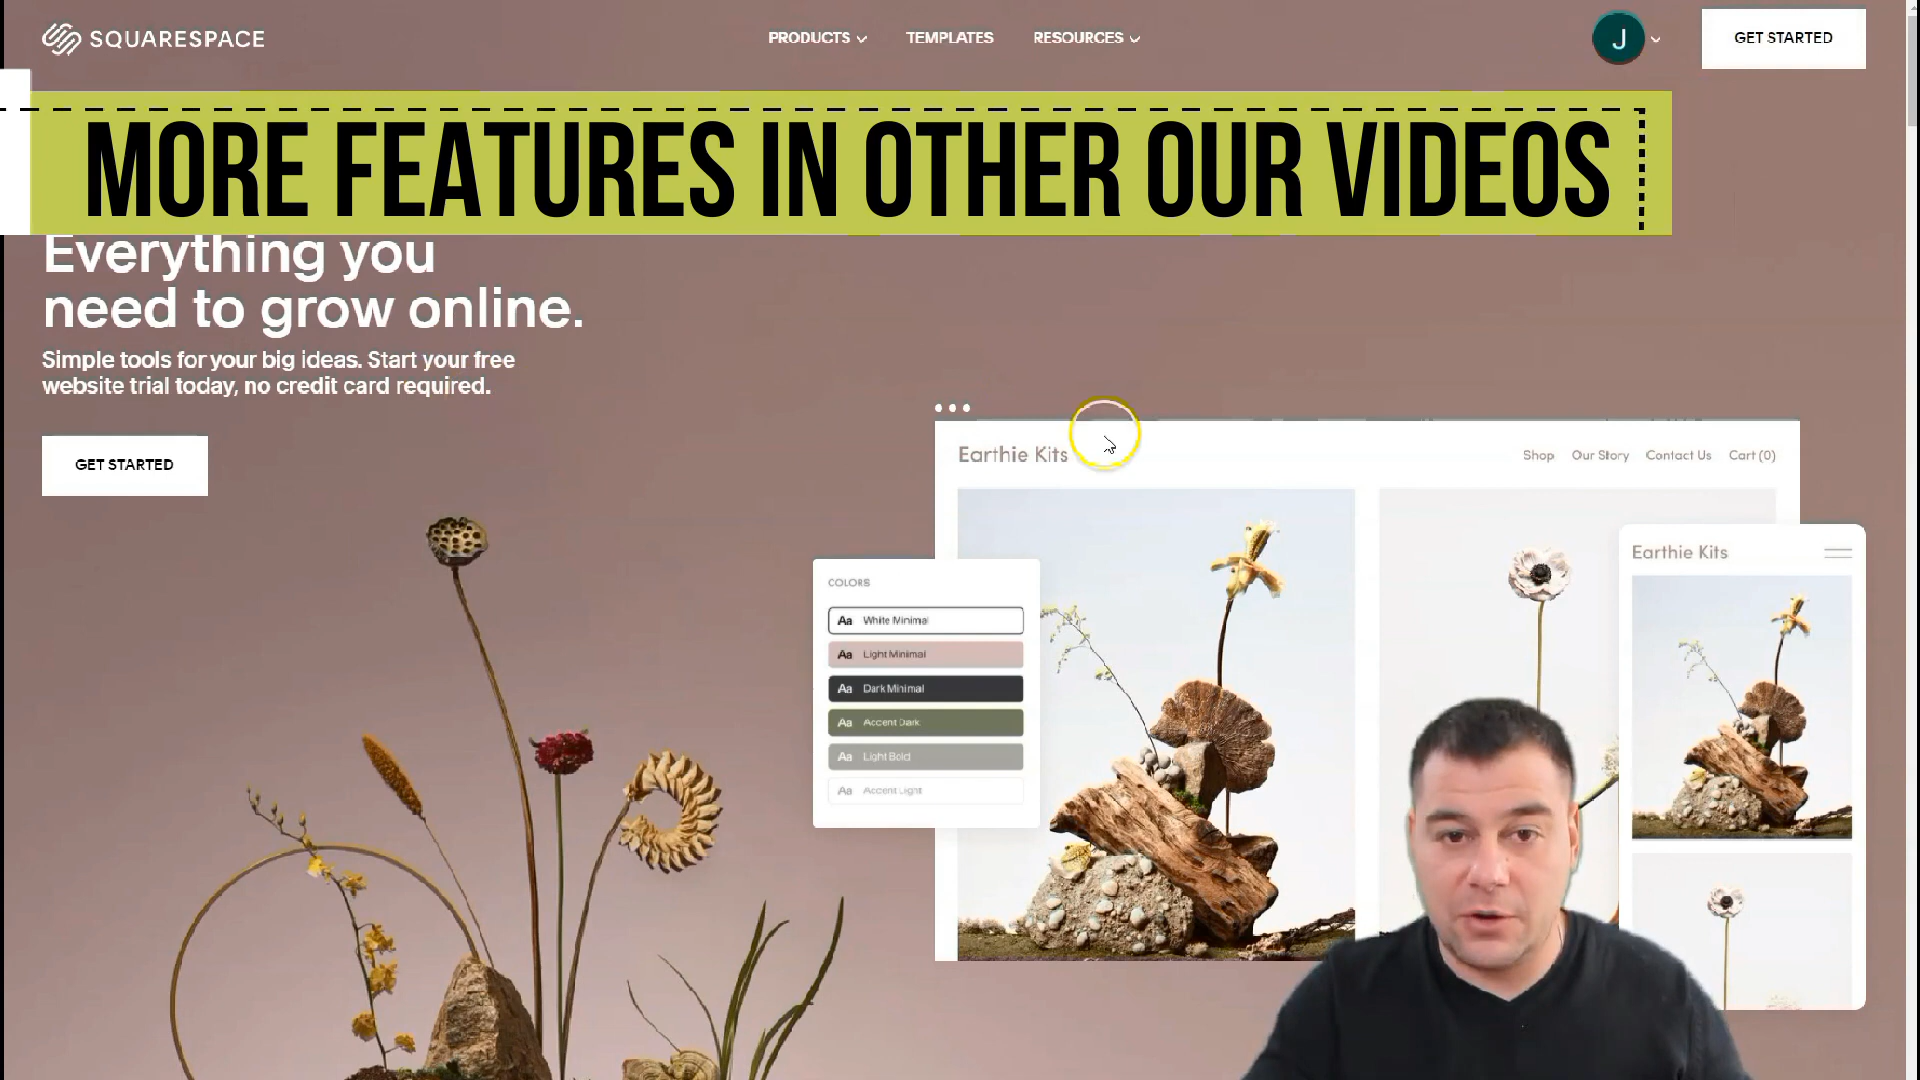 SQUARESPACE
PRODUCTS
TEMPLATES
RESOURCES
J
GET STARTED
MORE FEATURES IN OTHER OUR VIDEOS
Everything you
need to grow online.
Simple tools for your big ideas. Start your free
website trial today, no credit card required.
GET STARTED
Earthie Kits
Shop
Our Story
Contact Us
Cart (0)
Earthie Kits
COLORS
Aa White Minimal
Aa Light Minimal
Aa Dark Minimal
Aa Accent Dark
Aa Light Bold
Aa Accent Light